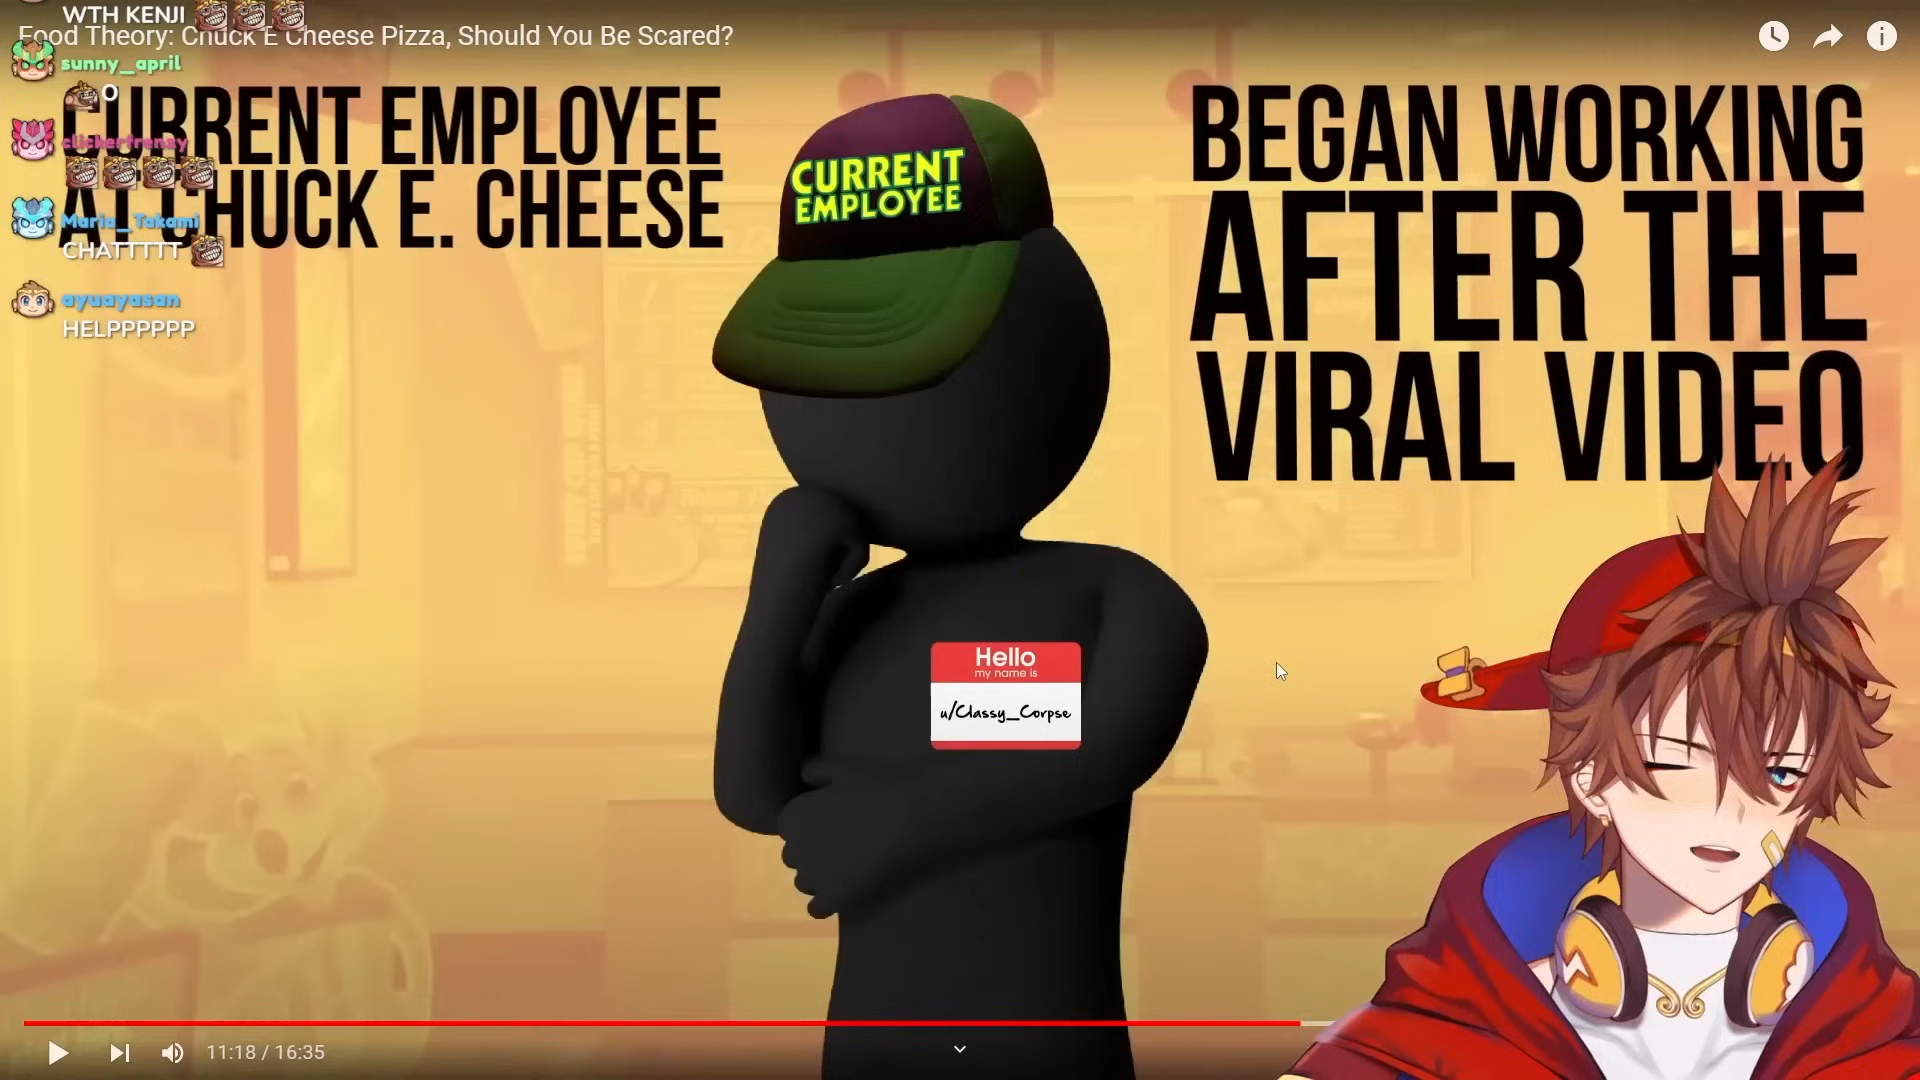 WTH KENJI
Food Theory: Chuck E Cheese Pizza, Should You Be Scared?
sunny_april
O
clickerfrenzy
Maria_Takami
CHATTTTT
ayuayasan
HELPPPPPP
CURRENT EMPLOYEE
AT CHUCK E. CHEESE
CURRENT
EMPLOYEE
BEGAN WORKING
AFTER THE
VIRAL VIDEO
Hello
my name is
u/Classy_Corpse
11:18 / 16:35